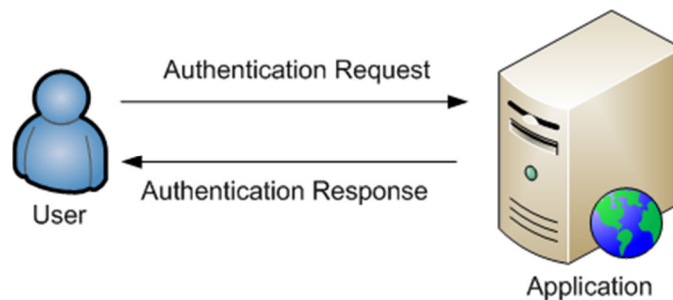 Authentication Request
Authentication Response
User
Application